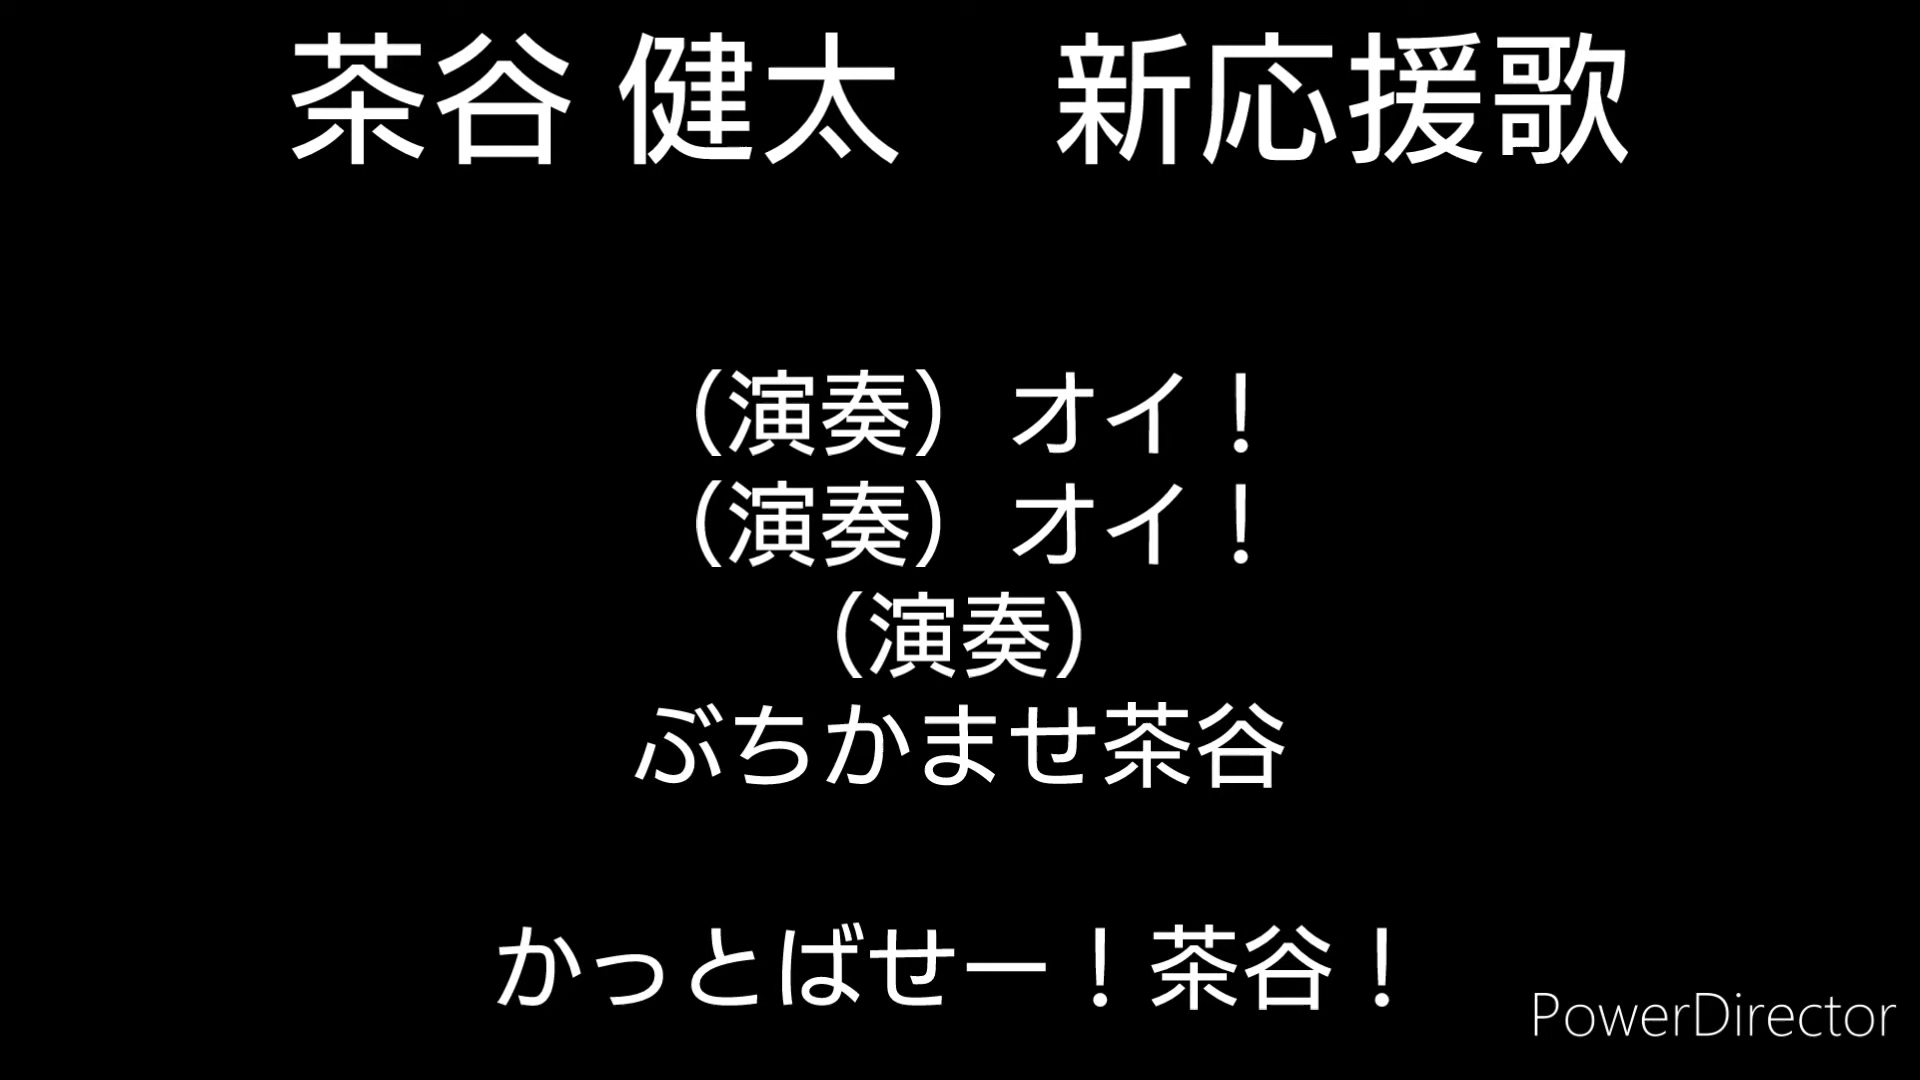 茶谷 健太　新応援歌
（演奏）オイ！
（演奏）オイ！
（演奏）
ぶちかませ茶谷
かっとばせー！茶谷！
PowerDirector